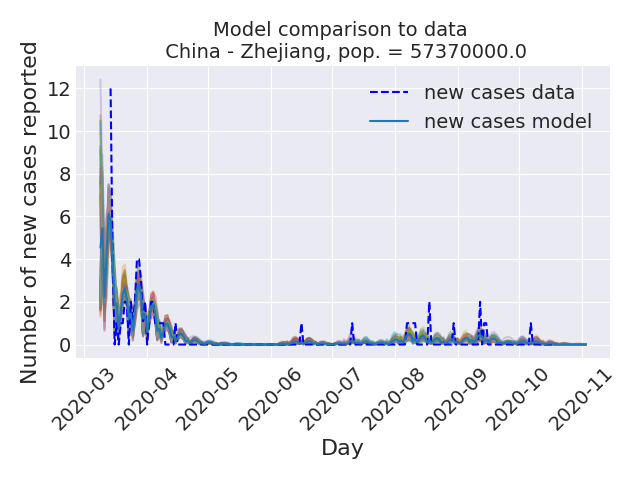 Model comparison to data
China - Zhejiang, pop. = 57370000.0
Number of new cases reported
12
10
8
6
4
2
0
new cases data
new cases model
2020-03
2020-04
2020-05
2020-06
2020-07
2020-08
2020-09
2020-10
2020-11
Day